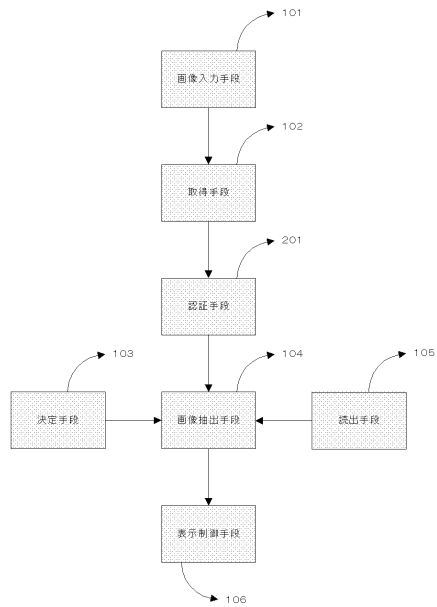 101
画像入力手段
102
取得手段
201
認証手段
103
104
105
決定手段
画像抽出手段
読出手段
表示制御手段
106